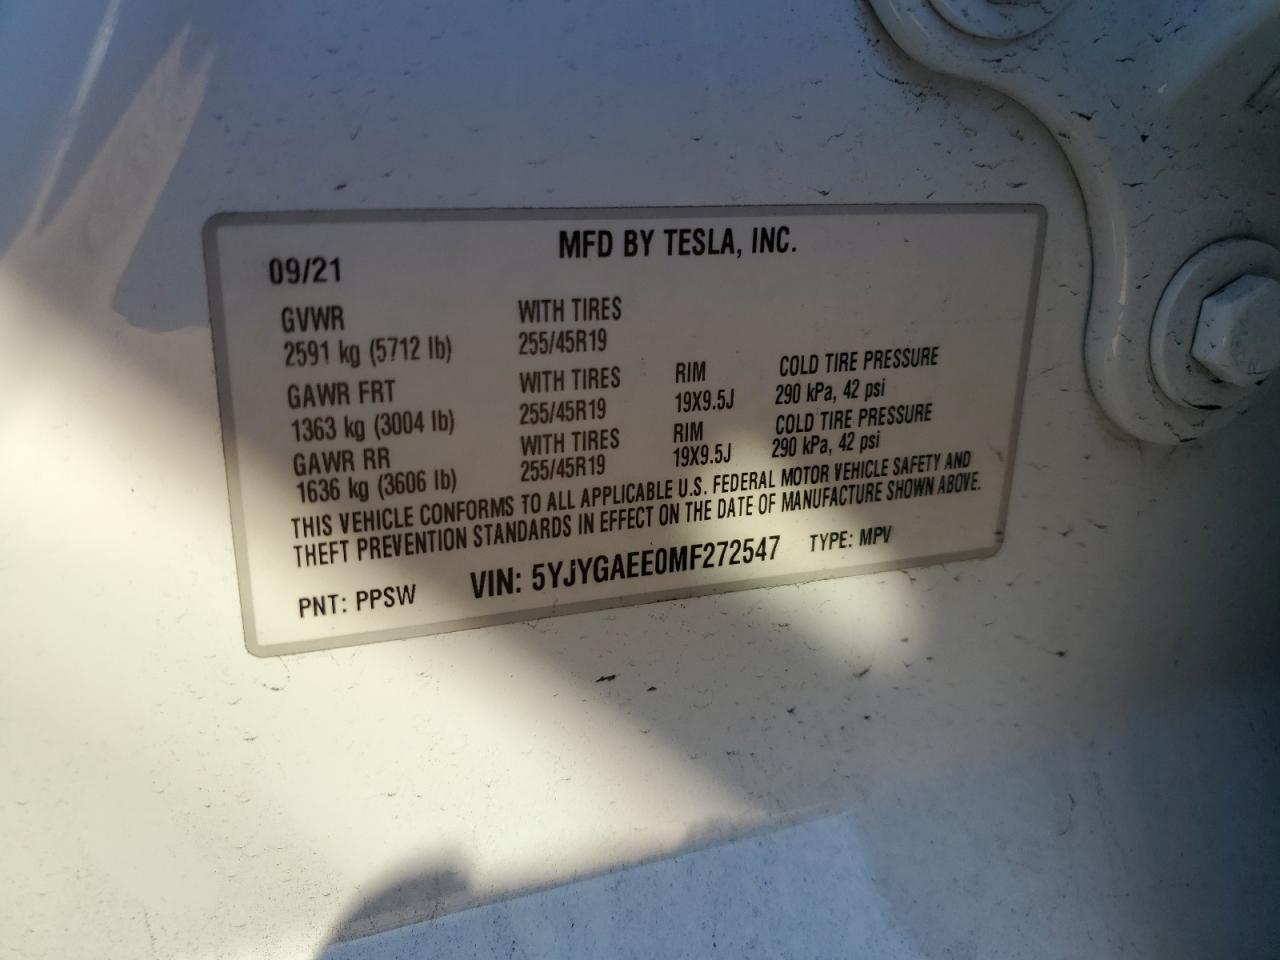 MFD BY TESLA, INC.
09/21
GVWR WITH TIRES
2591 kg (5712 lb) 255/45R19
GAWR FRT WITH TIRES RIM COLD TIRE PRESSURE
1363 kg (3004 lb) 255/45R19 19X9.5J 290 kPa, 42 psi
GAWR RR WITH TIRES RIM COLD TIRE PRESSURE
1636 kg (3606 lb) 255/45R19 19X9.5J 290 kPa, 42 psi
THIS VEHICLE CONFORMS TO ALL APPLICABLE U.S. FEDERAL MOTOR VEHICLE SAFETY AND
THEFT PREVENTION STANDARDS IN EFFECT ON THE DATE OF MANUFACTURE SHOWN ABOVE.
PNT: PPSW VIN: 5YJYGAEE0MF272547 TYPE: MPV